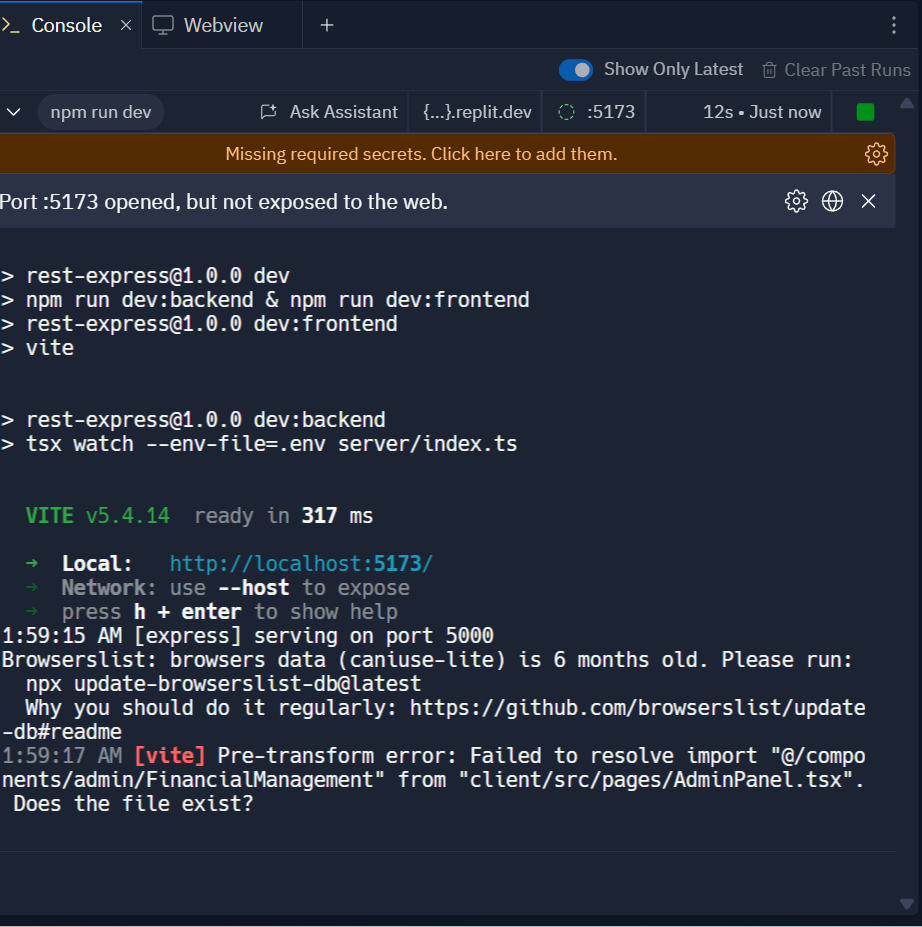 Console
Webview
Show Only Latest
Clear Past Runs
npm run dev
Ask Assistant
{...}.replit.dev
:5173
12s • Just now
Missing required secrets. Click here to add them.
Port :5173 opened, but not exposed to the web.
> rest-express@1.0.0 dev
> npm run dev:backend & npm run dev:frontend
> rest-express@1.0.0 dev:frontend
> vite
> rest-express@1.0.0 dev:backend
> tsx watch --env-file=.env server/index.ts
VITE v5.4.14 ready in 317 ms
➜ Local: http://localhost:5173/
➜ Network: use --host to expose
➜ press h + enter to show help
1:59:15 AM [express] serving on port 5000
Browserslist: browsers data (caniuse-lite) is 6 months old. Please run:
npx update-browserslist-db@latest
Why you should do it regularly: https://github.com/browserslist/update
-db#readme
1:59:17 AM [vite] Pre-transform error: Failed to resolve import "@/compo
nents/admin/FinancialManagement" from "client/src/pages/AdminPanel.tsx".
Does the file exist?